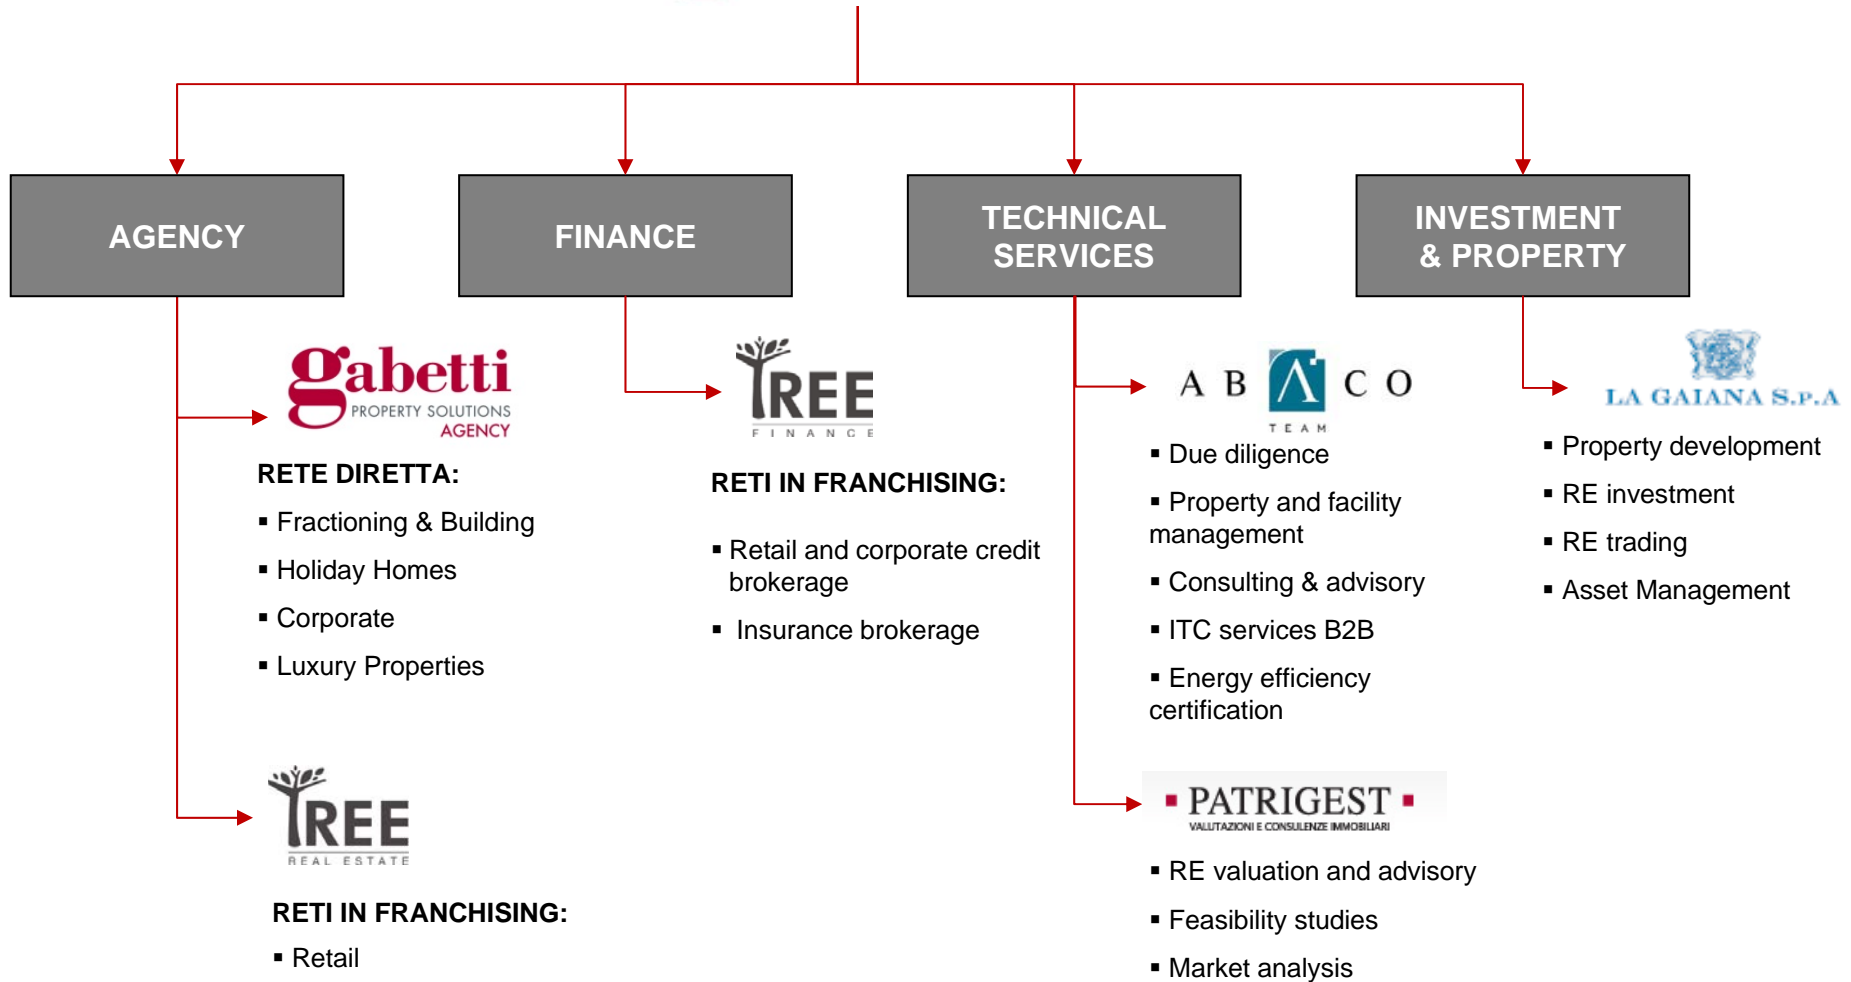 AGENCY
FINANCE
TECHNICAL
SERVICES
INVESTMENT
& PROPERTY
gabetti
PROPERTY SOLUTIONS
AGENCY
RETE DIRETTA:
▪ Fractioning & Building
▪ Holiday Homes
▪ Corporate
▪ Luxury Properties
TREE
REAL ESTATE
RETI IN FRANCHISING:
▪ Retail
TREE
FINANCE
RETI IN FRANCHISING:
▪ Retail and corporate credit
brokerage
▪ Insurance brokerage
ABACO
TEAM
▪ Due diligence
▪ Property and facility
management
▪ Consulting & advisory
▪ ITC services B2B
▪ Energy efficiency
certification
▪ PATRIGEST ▪
VALUTAZIONI E CONSULENZE IMMOBILIARI
▪ RE valuation and advisory
▪ Feasibility studies
▪ Market analysis
LA GAIANA S.P.A
▪ Property development
▪ RE investment
▪ RE trading
▪ Asset Management